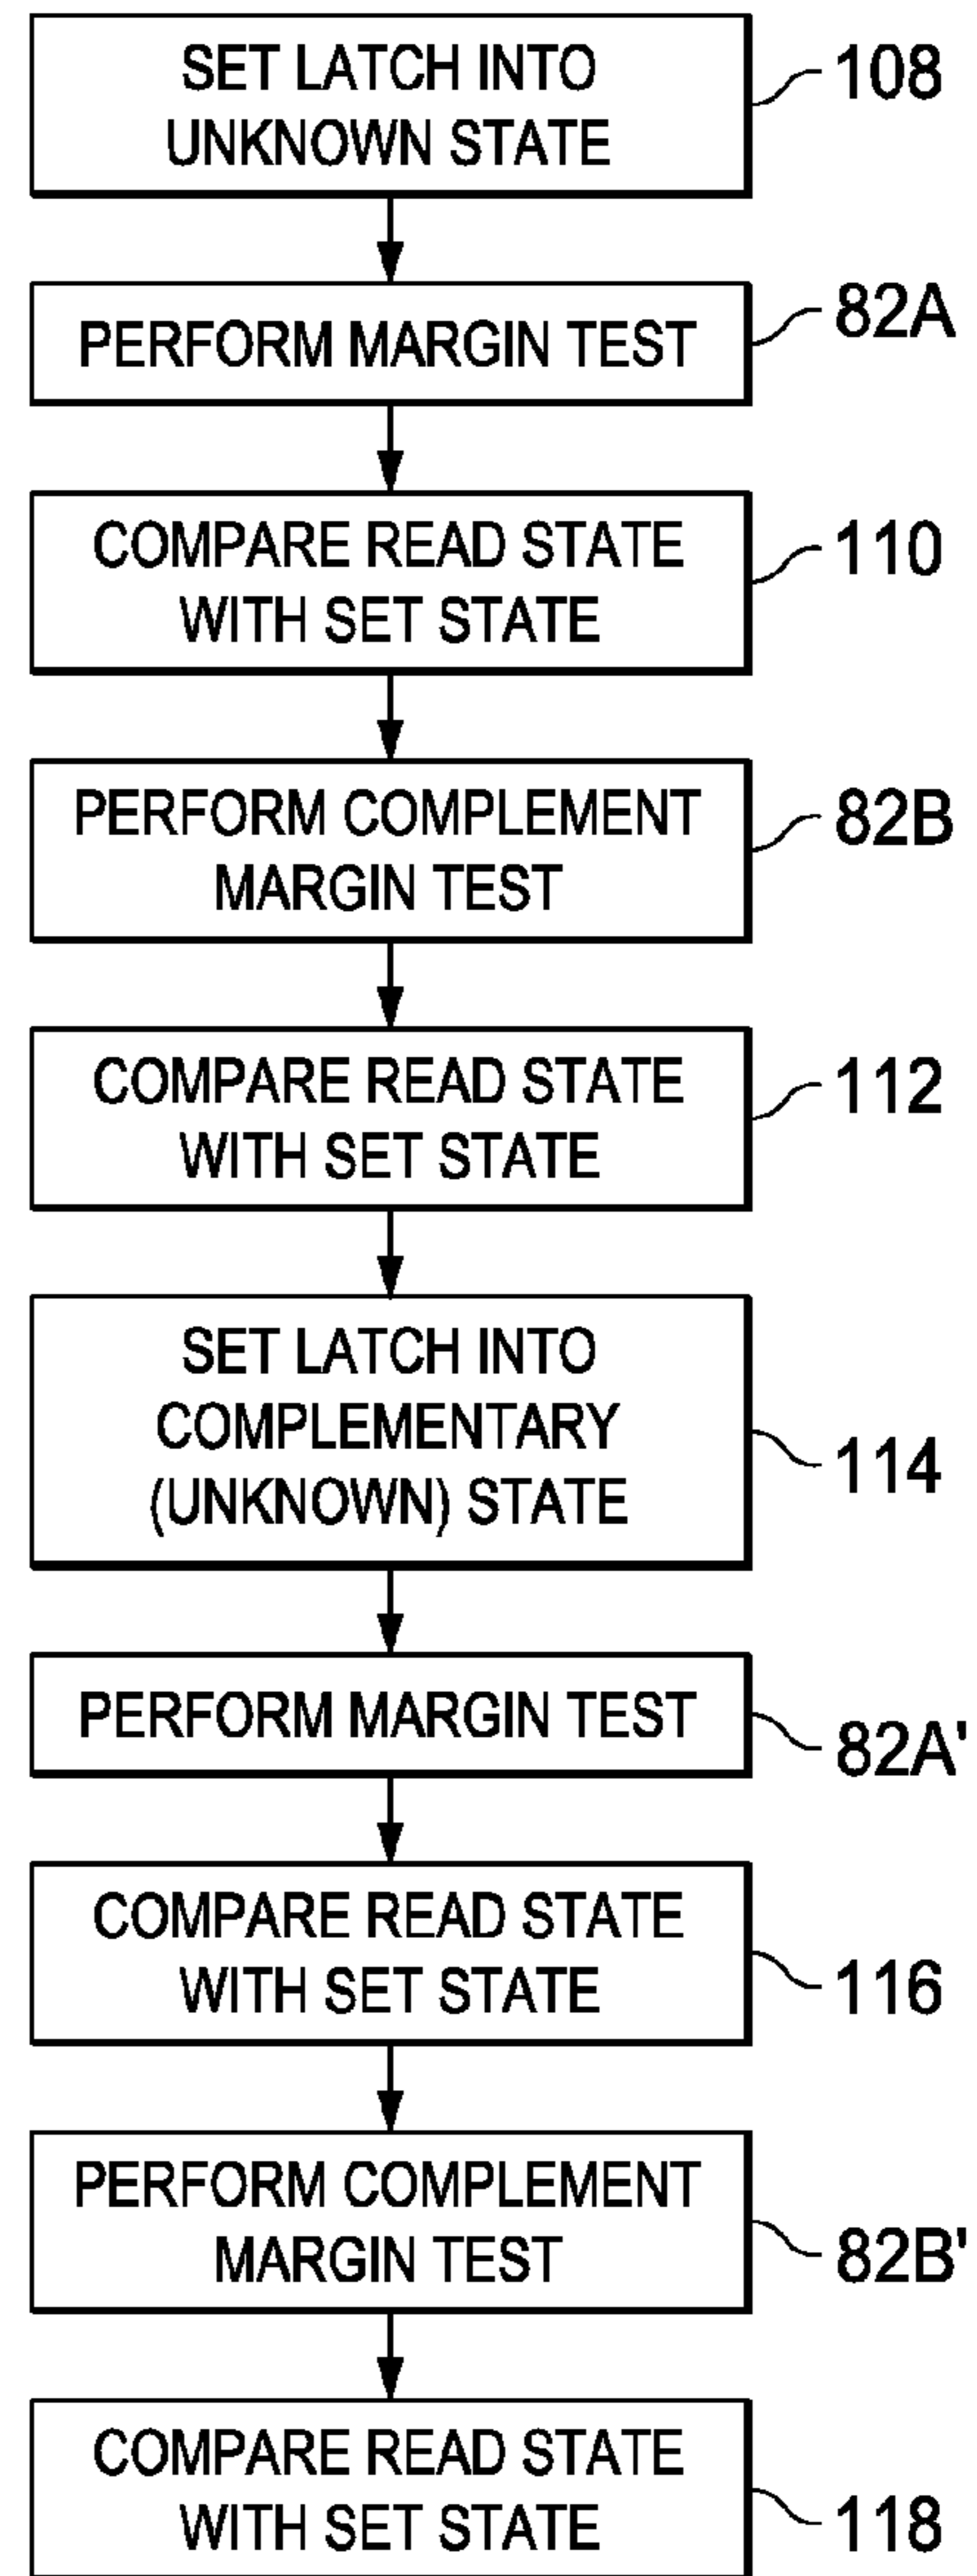 SET LATCH INTO
UNKNOWN STATE
108
PERFORM MARGIN TEST
82A
COMPARE READ STATE
WITH SET STATE
110
PERFORM COMPLEMENT
MARGIN TEST
82B
COMPARE READ STATE
WITH SET STATE
112
SET LATCH INTO
COMPLEMENTARY
(UNKNOWN) STATE
114
PERFORM MARGIN TEST
82A'
COMPARE READ STATE
WITH SET STATE
116
PERFORM COMPLEMENT
MARGIN TEST
82B'
COMPARE READ STATE
WITH SET STATE
118